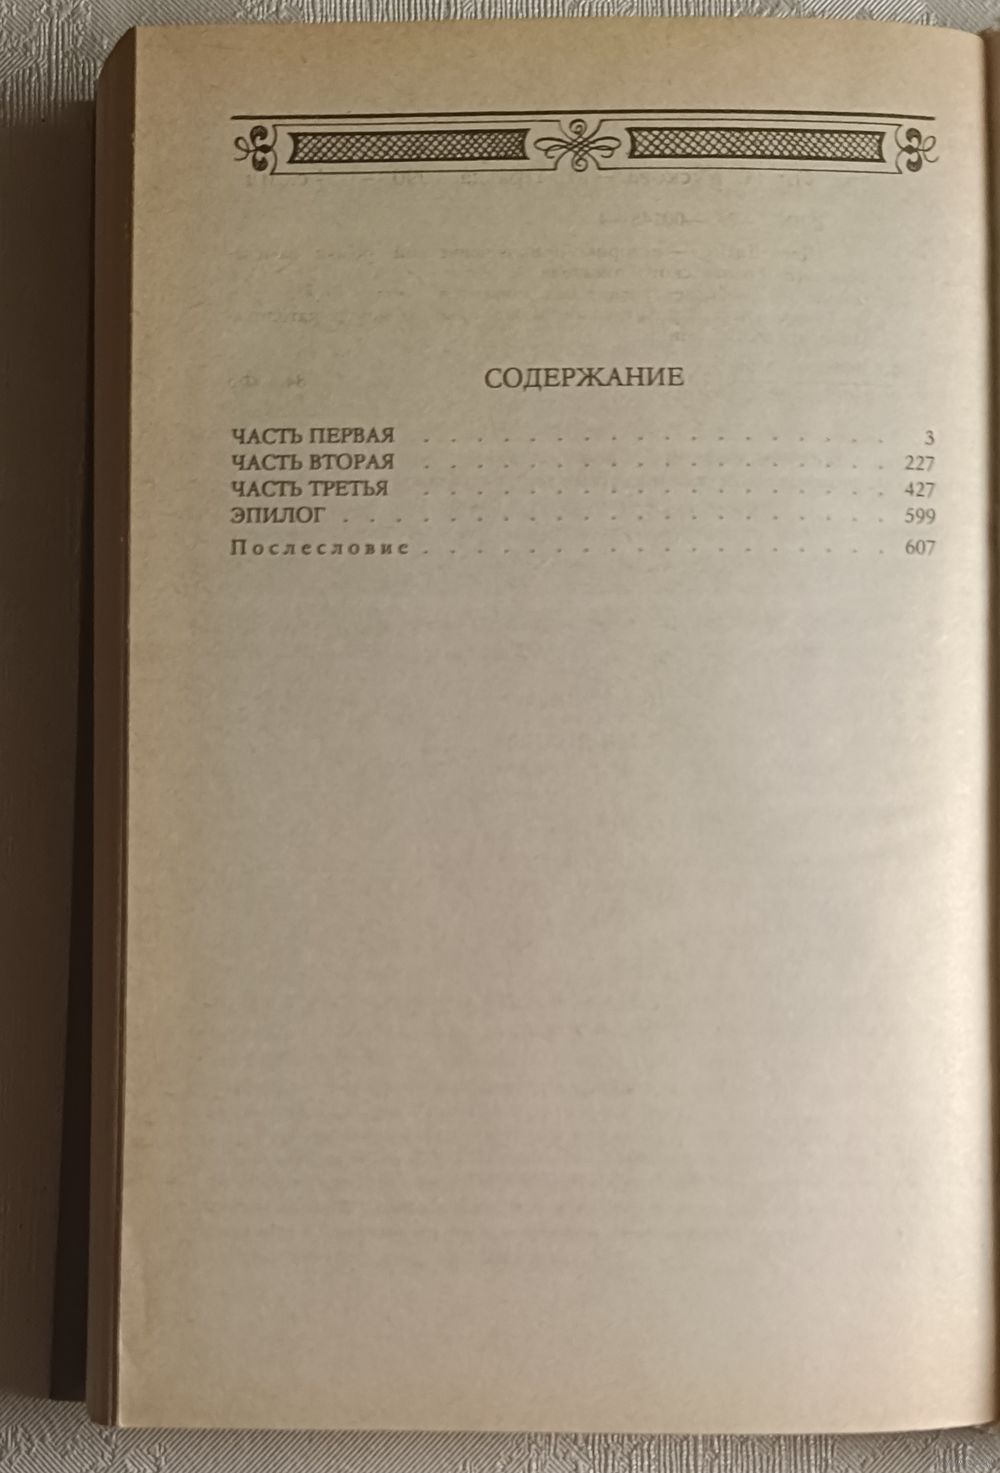 СОДЕРЖАНИЕ
ЧАСТЬ ПЕРВАЯ . . . . . . . . . . . . . . . . . . 3
ЧАСТЬ ВТОРАЯ . . . . . . . . . . . . . . . . . . 227
ЧАСТЬ ТРЕТЬЯ . . . . . . . . . . . . . . . . . . 427
ЭПИЛОГ . . . . . . . . . . . . . . . . . . . . . 599
Послесловие . . . . . . . . . . . . . . . . . . 607